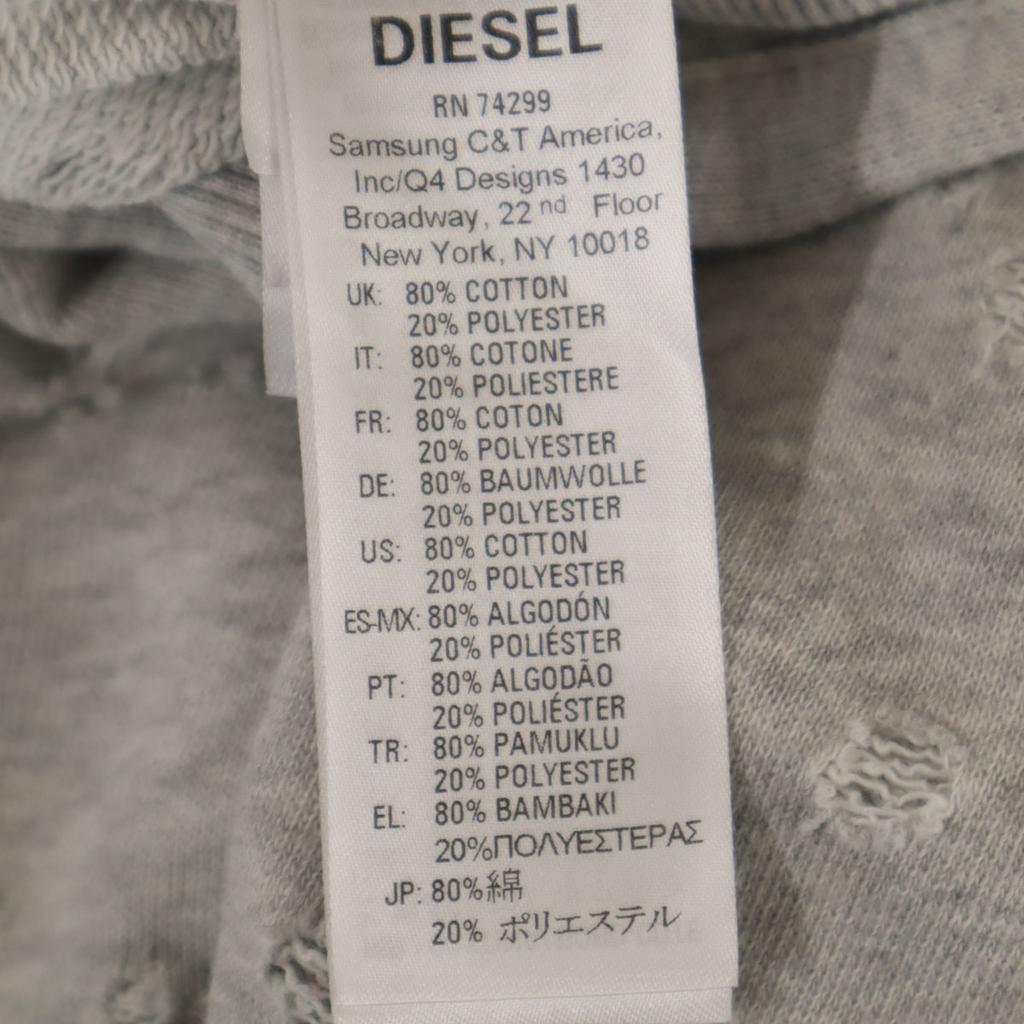 DIESEL
RN 74299
Samsung C&T America,
Inc/Q4 Designs 1430
Broadway, 22 nd Floor
New York, NY 10018
UK: 80% COTTON
20% POLYESTER
IT: 80% COTONE
20% POLIESTERE
FR: 80% COTON
20% POLYESTER
DE: 80% BAUMWOLLE
20% POLYESTER
US: 80% COTTON
20% POLYESTER
ES-MX: 80% ALGODÓN
20% POLIÉSTER
PT: 80% ALGODÃO
20% POLIÉSTER
TR: 80% PAMUKLU
20% POLYESTER
EL: 80% BAMBAKI
20%ΠΟΛΥΕΣΤΕΡΑΣ
JP: 80%綿
20% ポリエステル